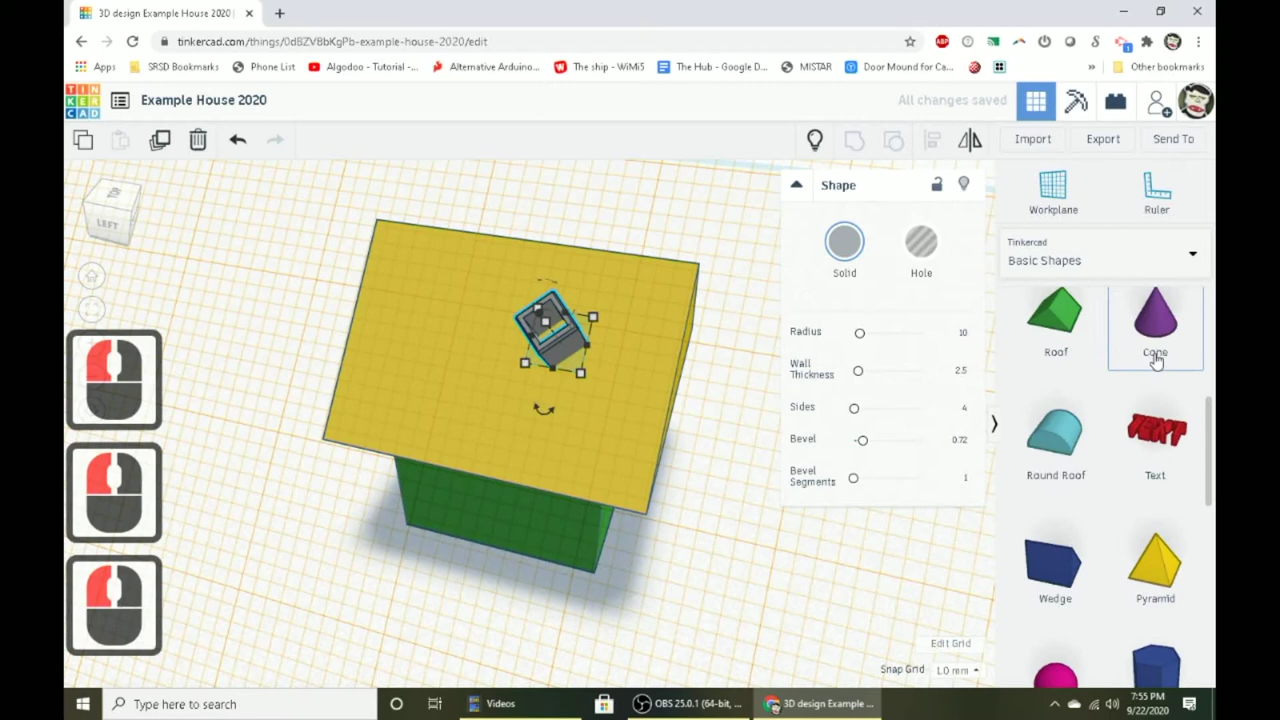 3D design Example House 2020 |
tinkercad.com/things/0dBZVBbKgPb-example-house-2020/edit
ABP
Apps
SRSD Bookmarks
Phone List
Algodoo - Tutorial -...
Alternative Arduino...
The ship - WiMi5
The Hub - Google D...
MISTAR
Door Mound for Ca...
»
Other bookmarks
TIN
KER
CAD
Example House 2020
All changes saved
Import
Export
Send To
LEFT
Shape
Solid
Hole
Radius 10
Wall
Thickness 2.5
Sides 4
Bevel 0.72
Bevel
Segments 1
Workplane
Ruler
Tinkercad
Basic Shapes
Roof
Cone
Round Roof
TEXT
Text
Wedge
Pyramid
Edit Grid
Snap Grid 1.0 mm
Type here to search
Videos
OBS 25.0.1 (64-bit, ...
3D design Example ...
7:55 PM
9/22/2020